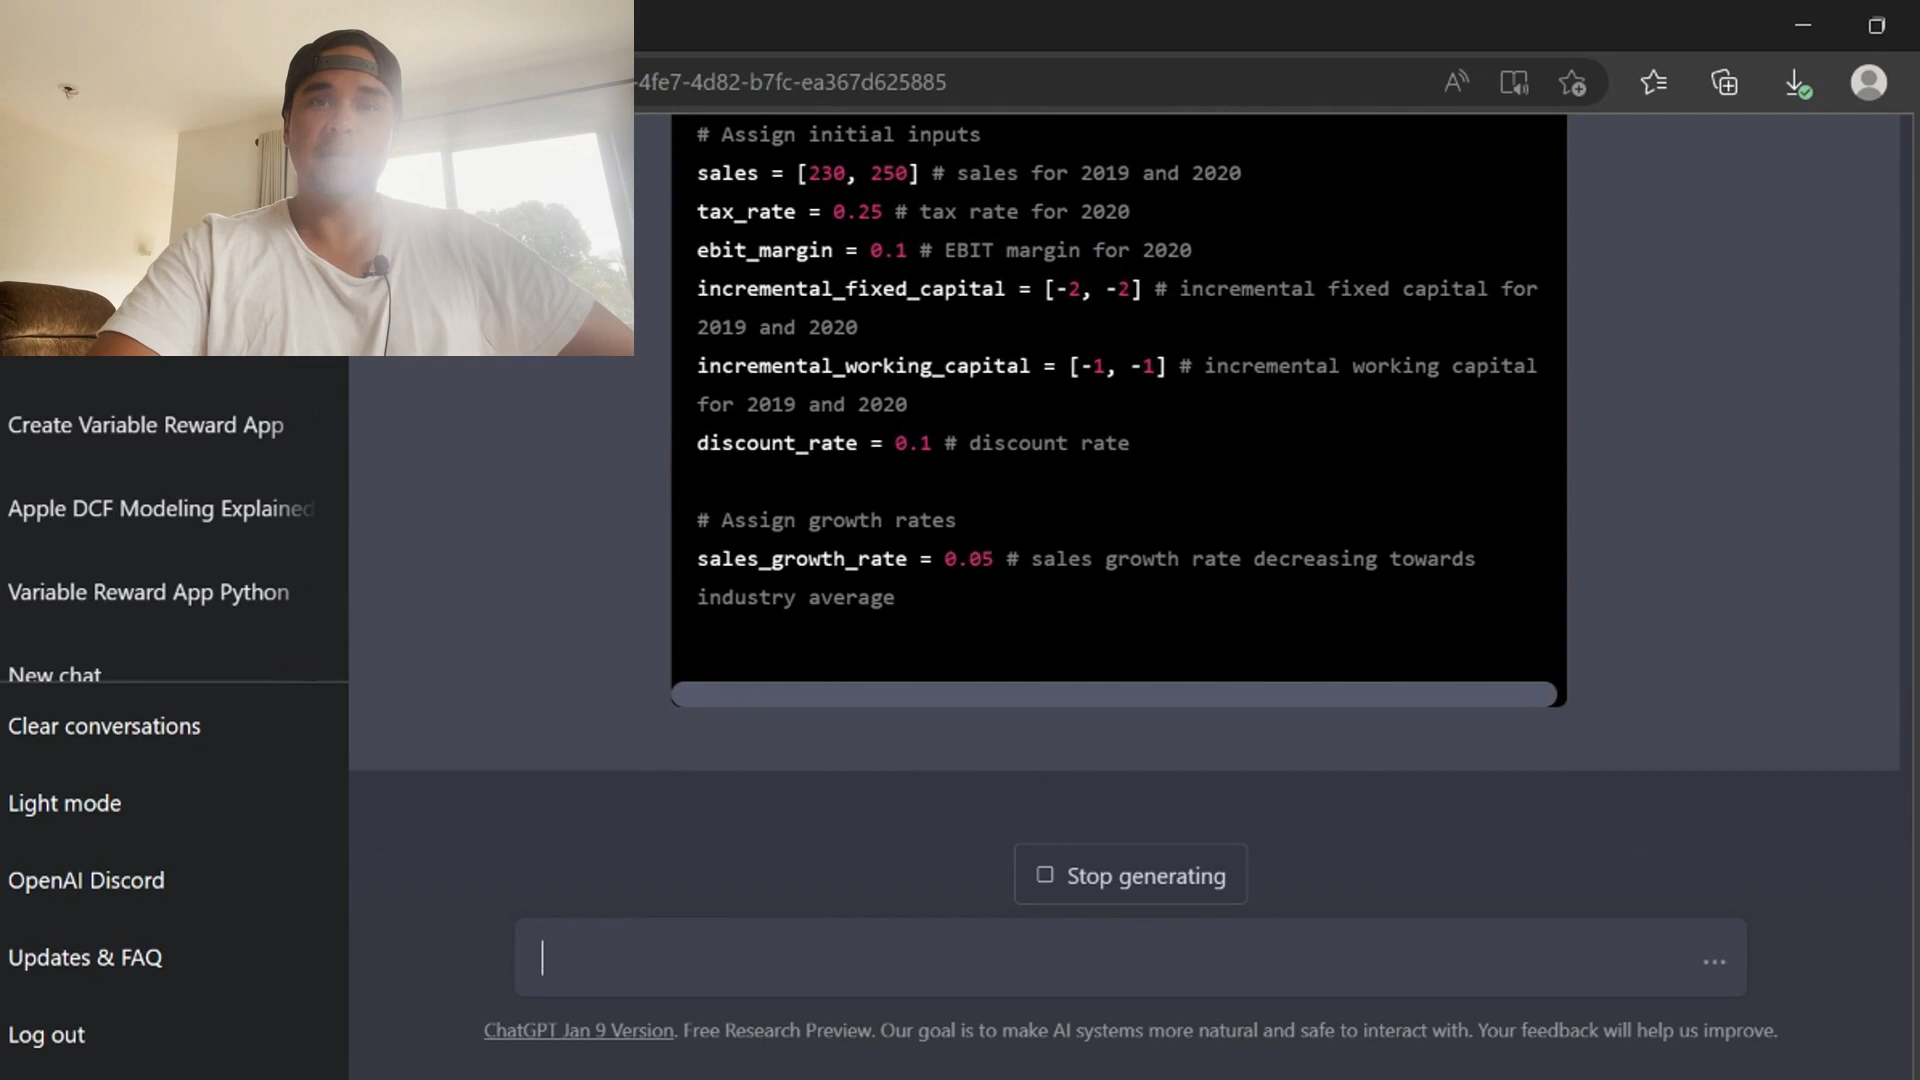 -4fe7-4d82-b7fc-ea367d625885
# Assign initial inputs
sales = [230, 250] # sales for 2019 and 2020
tax_rate = 0.25 # tax rate for 2020
ebit_margin = 0.1 # EBIT margin for 2020
incremental_fixed_capital = [-2, -2] # incremental fixed capital for
2019 and 2020
incremental_working_capital = [-1, -1] # incremental working capital
for 2019 and 2020
discount_rate = 0.1 # discount rate
# Assign growth rates
sales_growth_rate = 0.05 # sales growth rate decreasing towards
industry average
Create Variable Reward App
Apple DCF Modeling Explained
Variable Reward App Python
New chat
Clear conversations
Light mode
OpenAI Discord
Updates & FAQ
Log out
Stop generating
ChatGPT Jan 9 Version. Free Research Preview. Our goal is to make AI systems more natural and safe to interact with. Your feedback will help us improve.